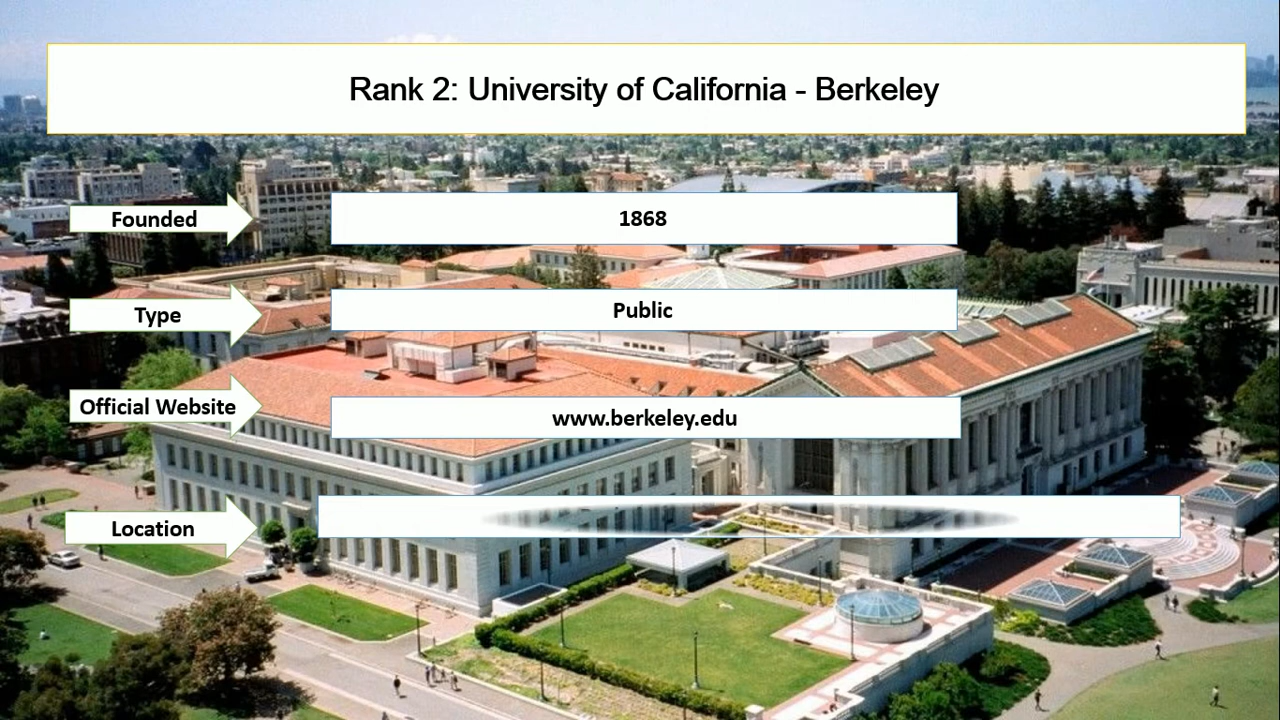 Rank 2: University of California - Berkeley
Founded
1868
Type
Public
Official Website
www.berkeley.edu
Location